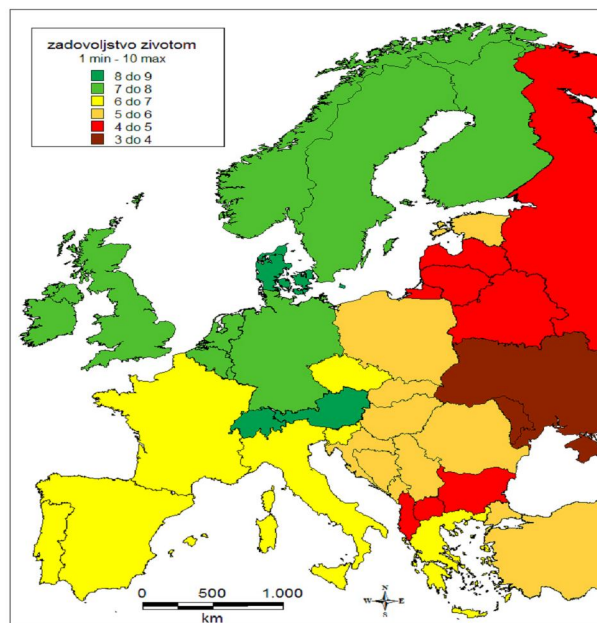 zadovoljstvo zivotom
1 min - 10 max
8 do 9
7 do 8
6 do 7
5 do 6
4 do 5
3 do 4
0 500 1.000
km
N
W E
S